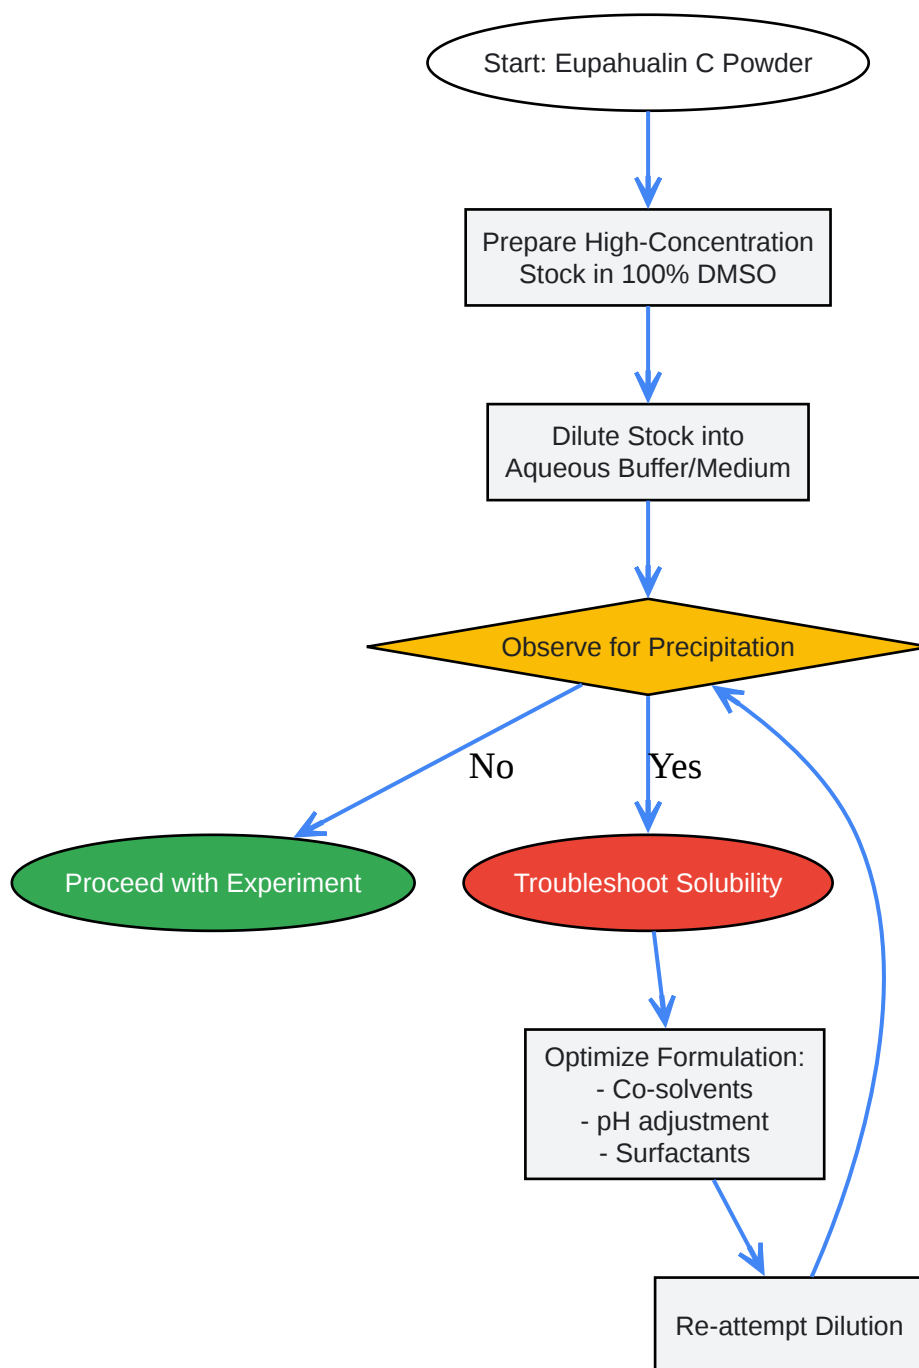 Start: Eupahualin C Powder
Prepare High-Concentration
Stock in 100% DMSO
Dilute Stock into
Aqueous Buffer/Medium
Observe for Precipitation
No
Yes
Proceed with Experiment
Troubleshoot Solubility
Optimize Formulation:
- Co-solvents
- pH adjustment
- Surfactants
Re-attempt Dilution